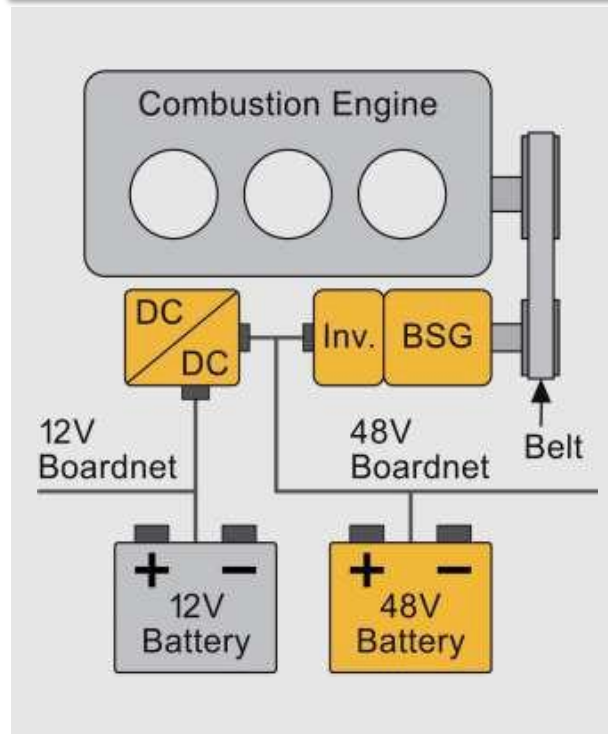 Combustion Engine
DC
DC
Inv.
BSG
12V
Boardnet
48V
Boardnet
Belt
+ −
12V
Battery
+ −
48V
Battery